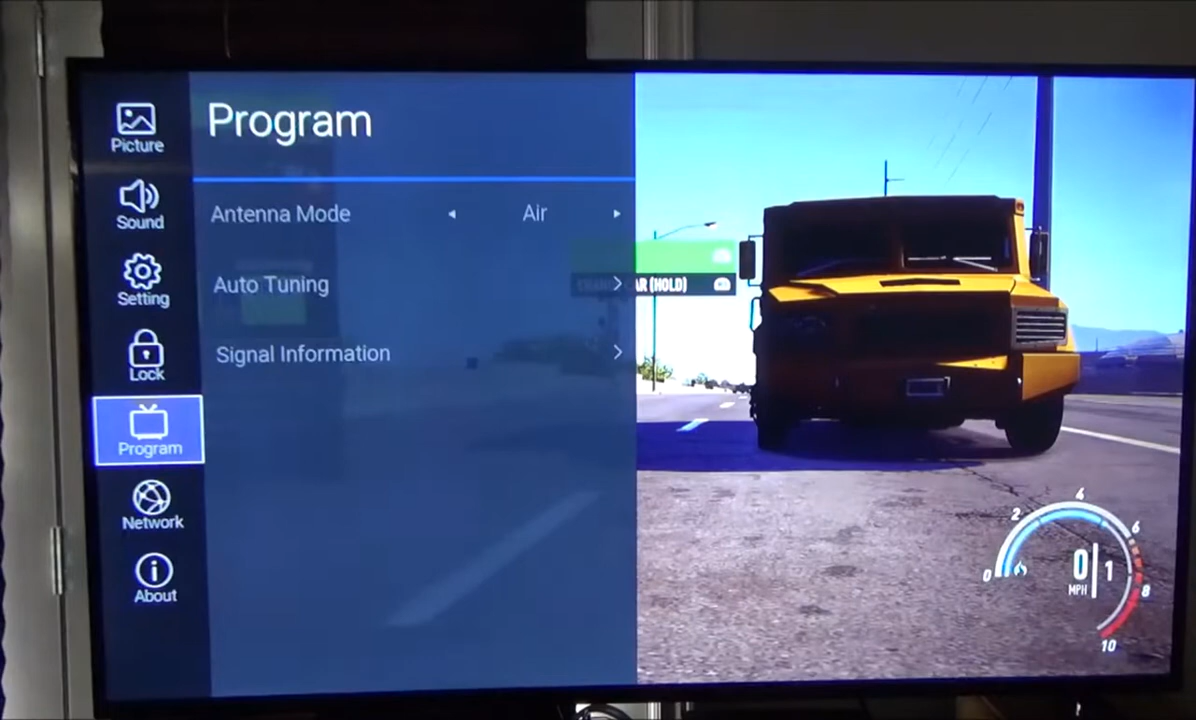 Picture
Sound
Setting
Lock
Program
Network
About
Program
Antenna Mode
Air
Auto Tuning
Signal Information
AR (HOLD)
0
2
4
6
8
10
0
MPH
1